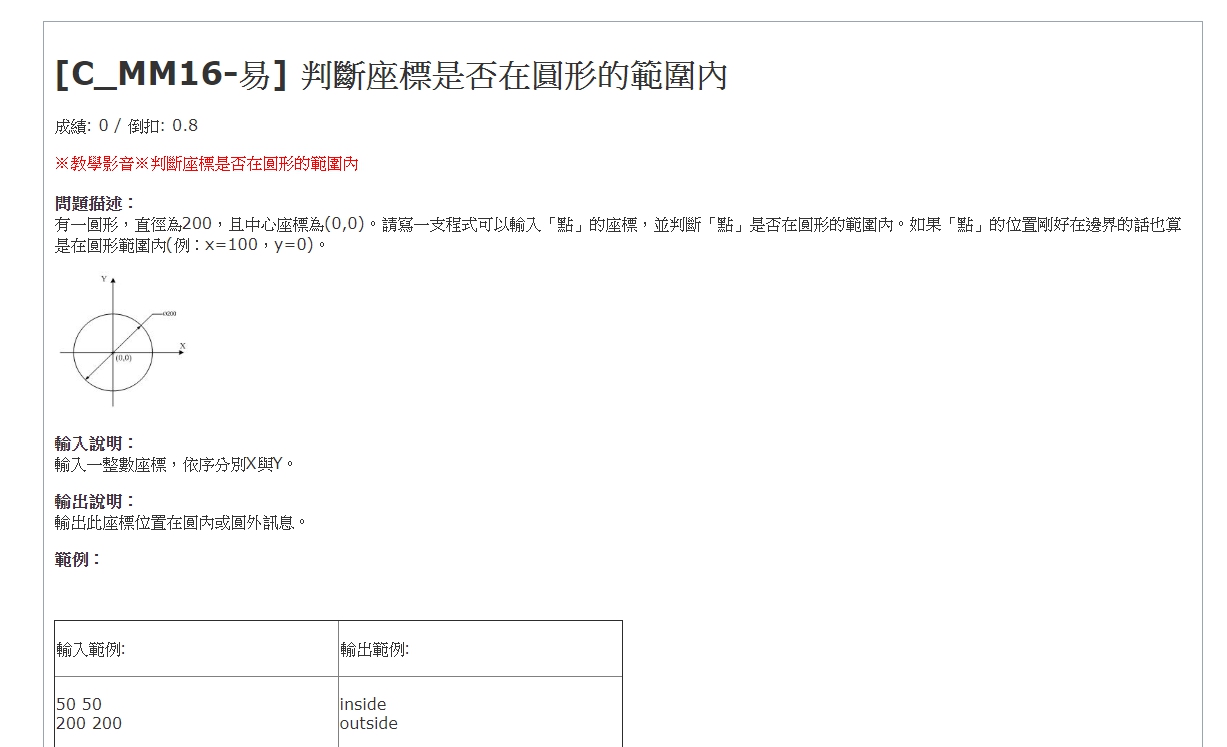 [C_MM16-易] 判斷座標是否在圓形的範圍內
成績: 0 / 倒扣: 0.8
※教學影音※判斷座標是否在圓形的範圍內
問題描述：
有一圓形，直徑為200，且中心座標為(0,0)。請寫一支程式可以輸入「點」的座標，並判斷「點」是否在圓形的範圍內。如果「點」的位置剛好在邊界的話也算
是在圓形範圍內(例：x=100，y=0)。
Y
Ø200
X
(0,0)
輸入說明：
輸入一整數座標，依序分別X與Y。
輸出說明：
輸出此座標位置在圓內或圓外訊息。
範例：
輸入範例:
輸出範例:
50 50
200 200
inside
outside